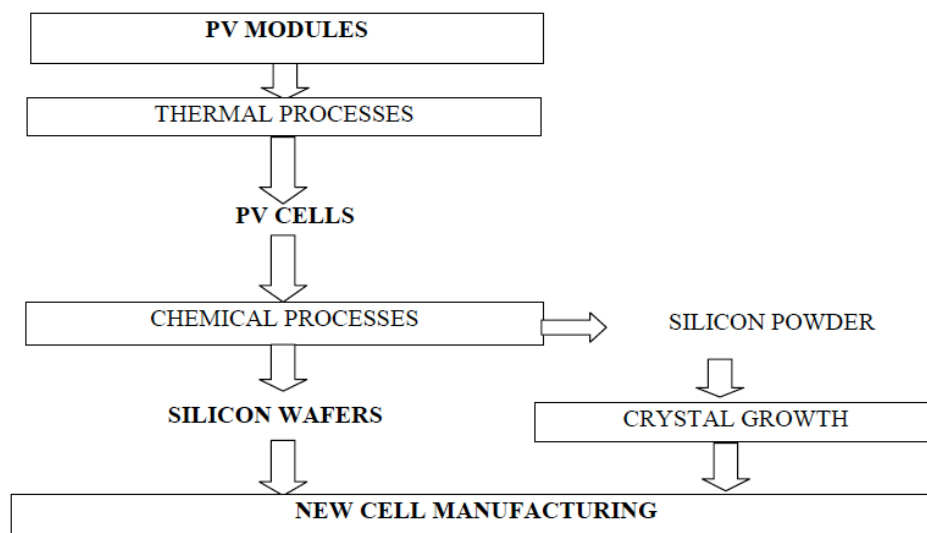 PV MODULES
THERMAL PROCESSES
PV CELLS
CHEMICAL PROCESSES
SILICON POWDER
SILICON WAFERS
CRYSTAL GROWTH
NEW CELL MANUFACTURING